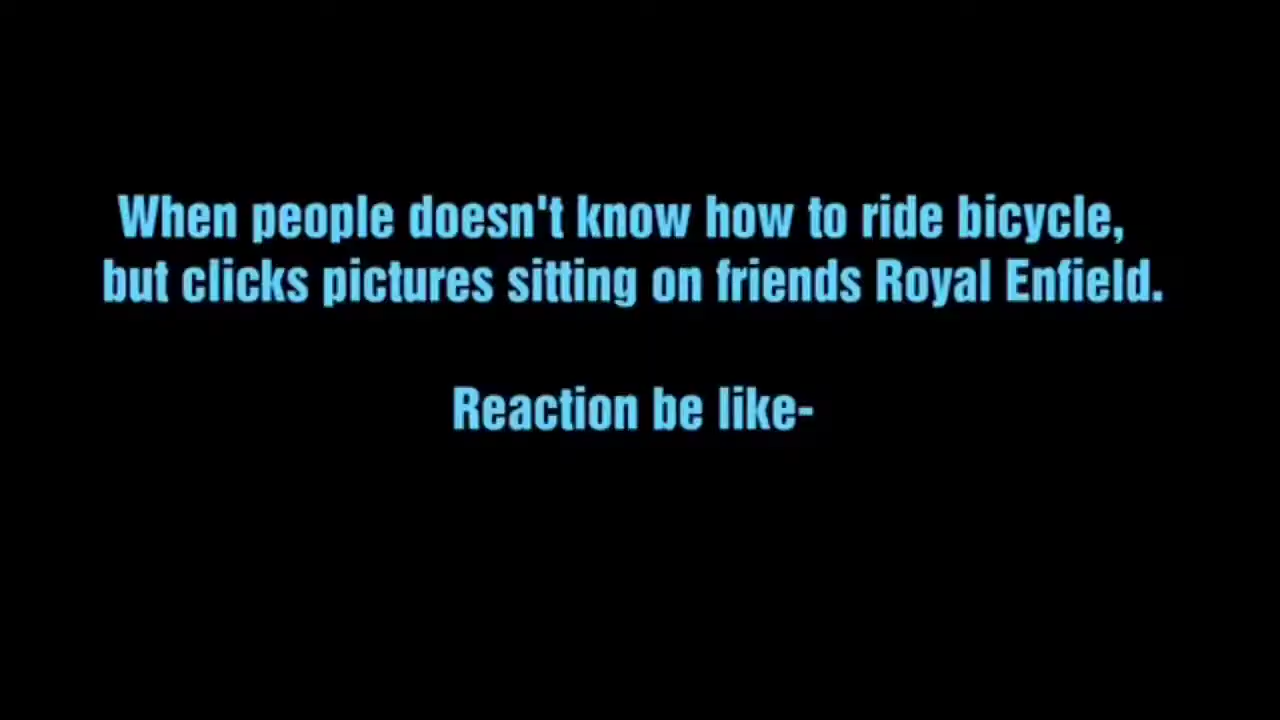 When people doesn't know how to ride bicycle,
but clicks pictures sitting on friends Royal Enfield.
Reaction be like-